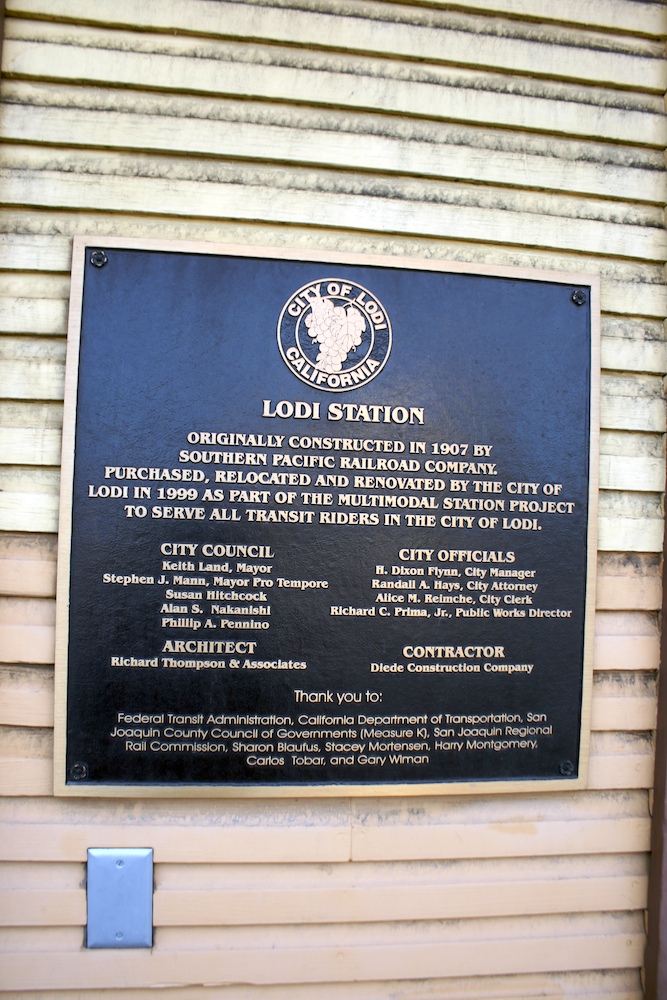 CITY OF LODI
CALIFORNIA
LODI STATION
ORIGINALLY CONSTRUCTED IN 1907 BY
SOUTHERN PACIFIC RAILROAD COMPANY.
PURCHASED, RELOCATED AND RENOVATED BY THE CITY OF
LODI IN 1999 AS PART OF THE MULTIMODAL STATION PROJECT
TO SERVE ALL TRANSIT RIDERS IN THE CITY OF LODI.
CITY COUNCIL
Keith Land, Mayor
Stephen J. Mann, Mayor Pro Tempore
Susan Hitchcock
Alan S. Nakanishi
Phillip A. Pennino
CITY OFFICIALS
H. Dixon Flynn, City Manager
Randall A. Hays, City Attorney
Alice M. Reimche, City Clerk
Richard C. Prima, Jr., Public Works Director
ARCHITECT
Richard Thompson & Associates
CONTRACTOR
Diede Construction Company
Thank you to:
Federal Transit Administration, California Department of Transportation, San
Joaquin County Council of Governments (Measure K), San Joaquin Regional
Rail Commission, Sharon Blaufus, Stacey Mortensen, Harry Montgomery,
Carlos Tobar, and Gary Wiman